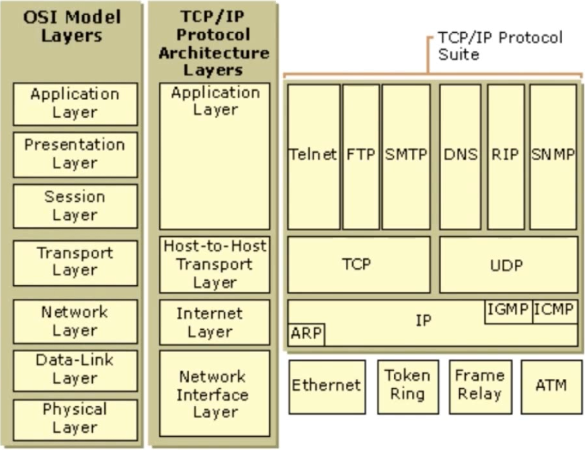 OSI Model
Layers
Application
Layer
Presentation
Layer
Session
Layer
Transport
Layer
Network
Layer
Data-Link
Layer
Physical
Layer
TCP/IP
Protocol
Architecture
Layers
Application
Layer
Host-to-Host
Transport
Layer
Internet
Layer
Network
Interface
Layer
TCP/IP Protocol
Suite
Telnet FTP SMTP DNS RIP SNMP
TCP UDP
IP IGMP ICMP
ARP
Ethernet
Token
Ring
Frame
Relay
ATM